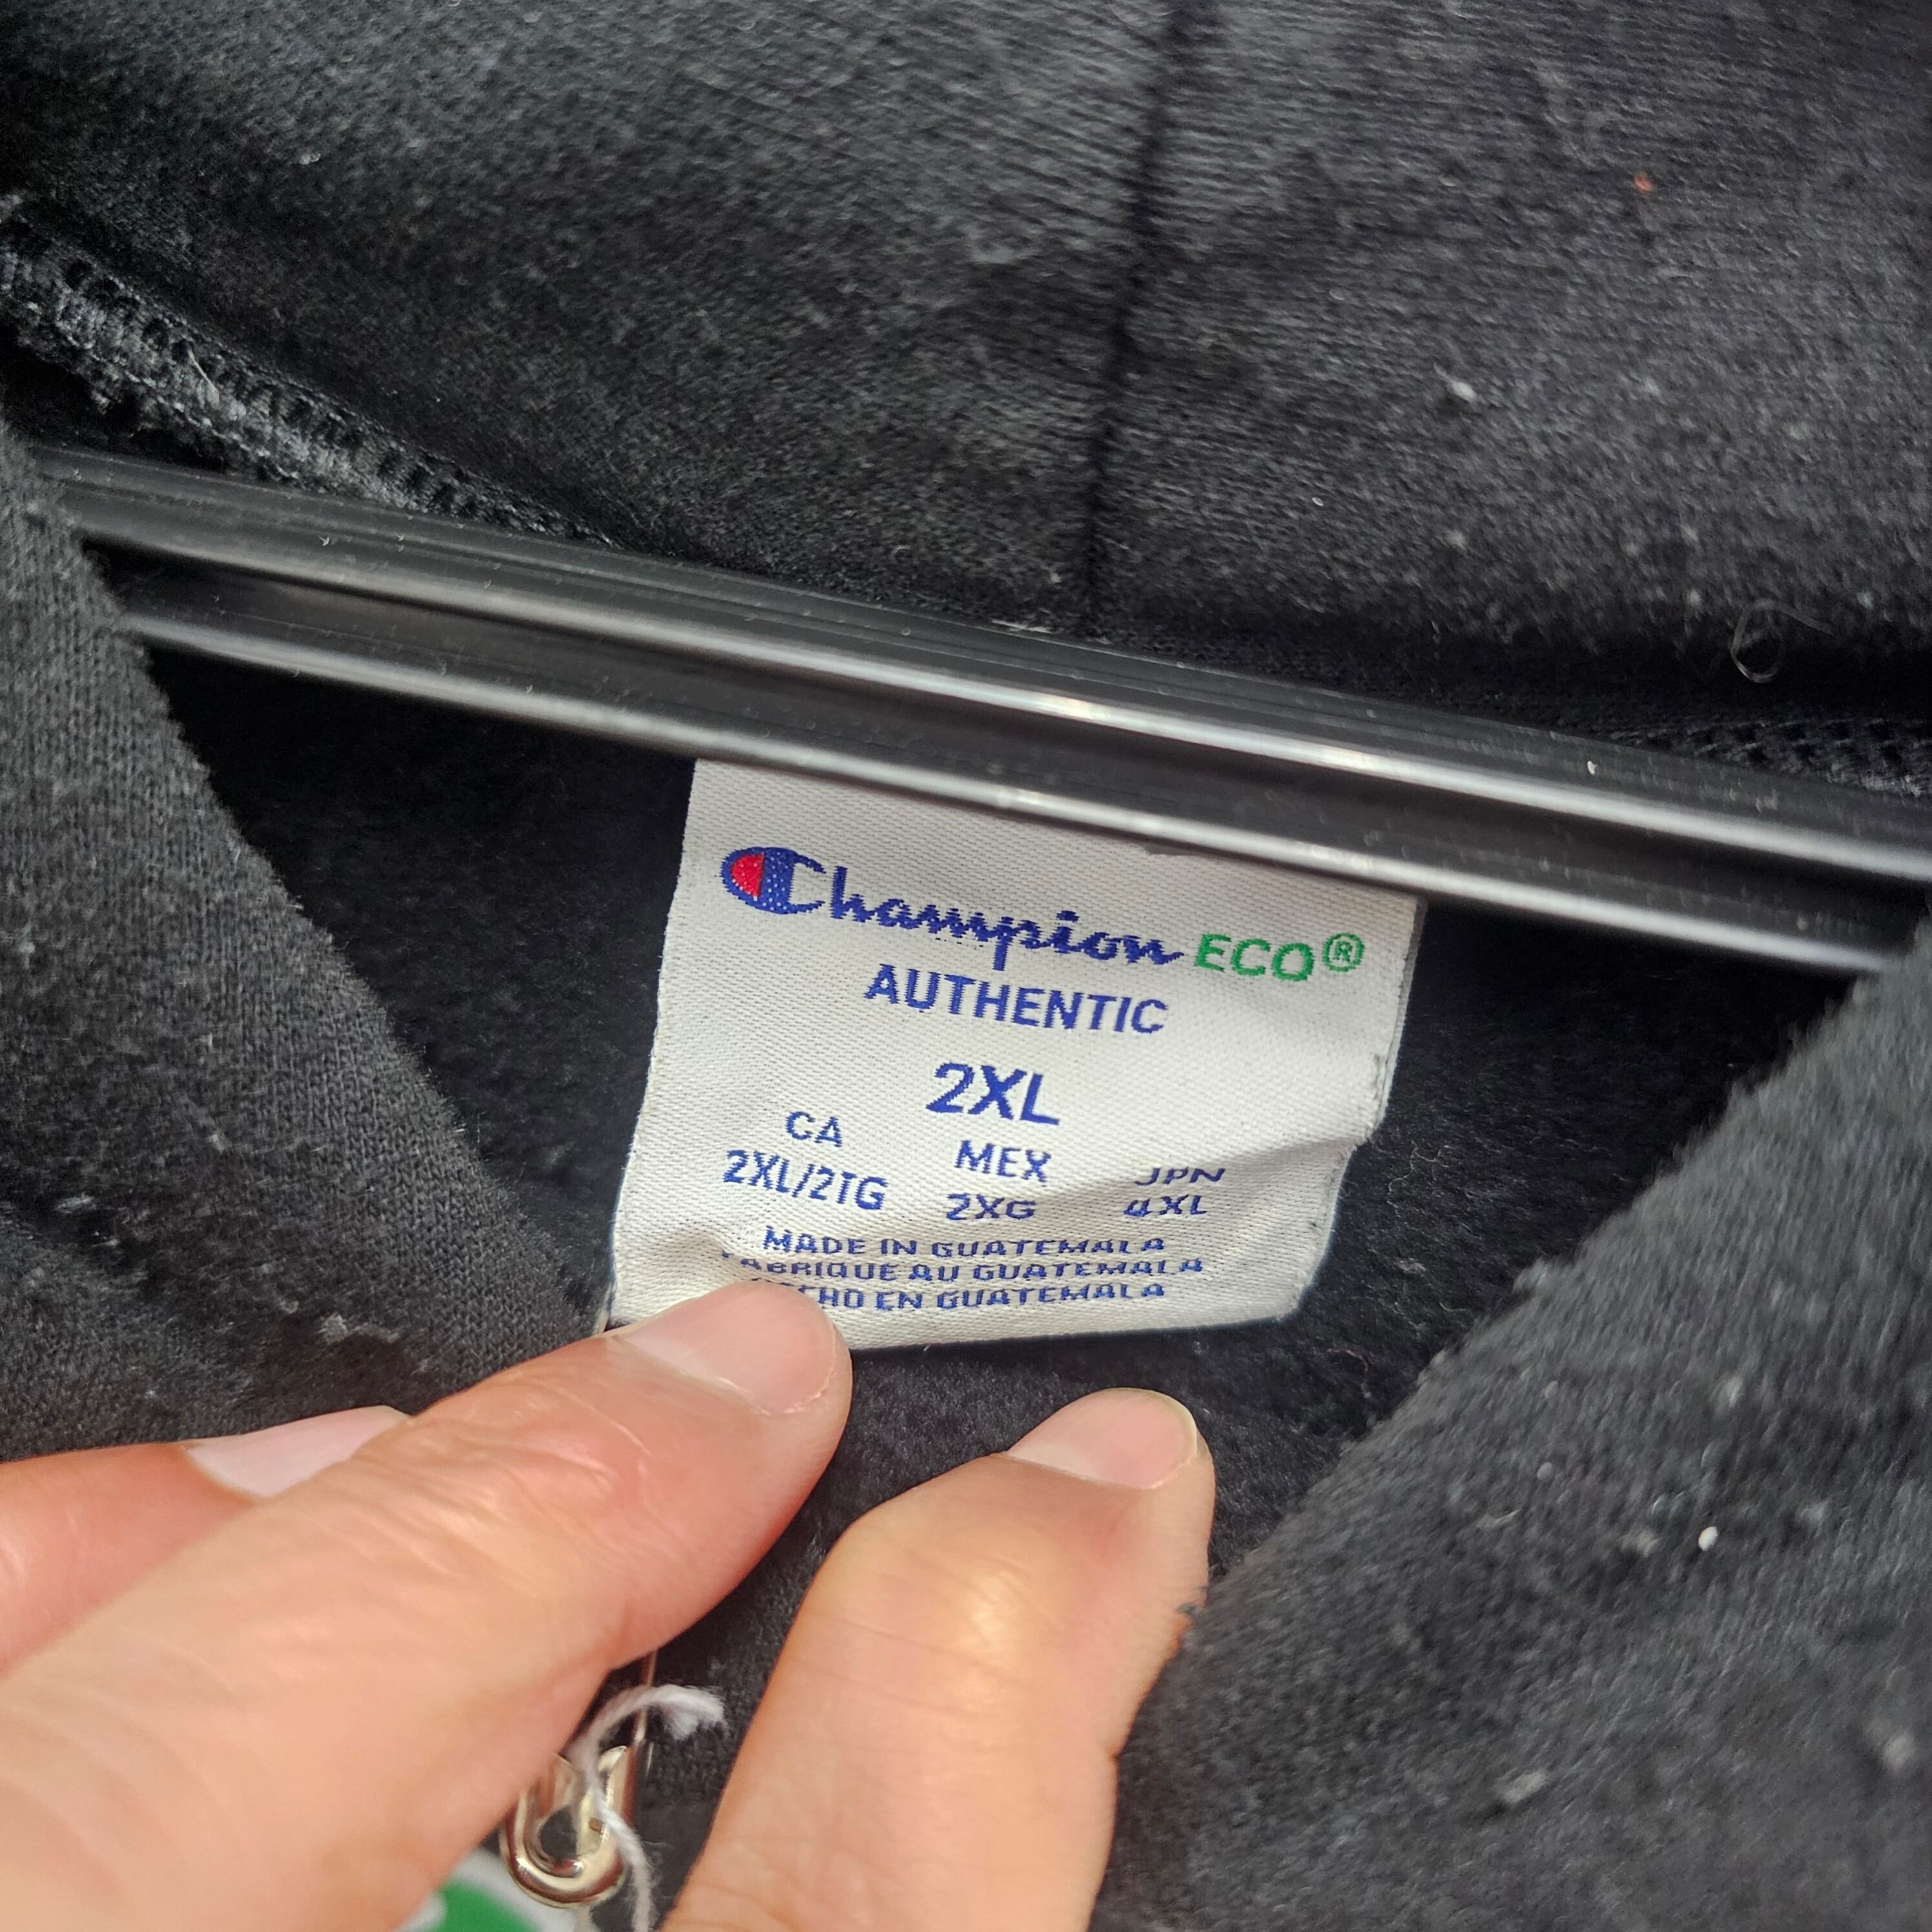 Champion ECO®
AUTHENTIC
2XL
CA MEX JPN
2XL/2TG 2XG 4XL
MADE IN GUATEMALA
FABRIQUE AU GUATEMALA
EN GUATEMALA